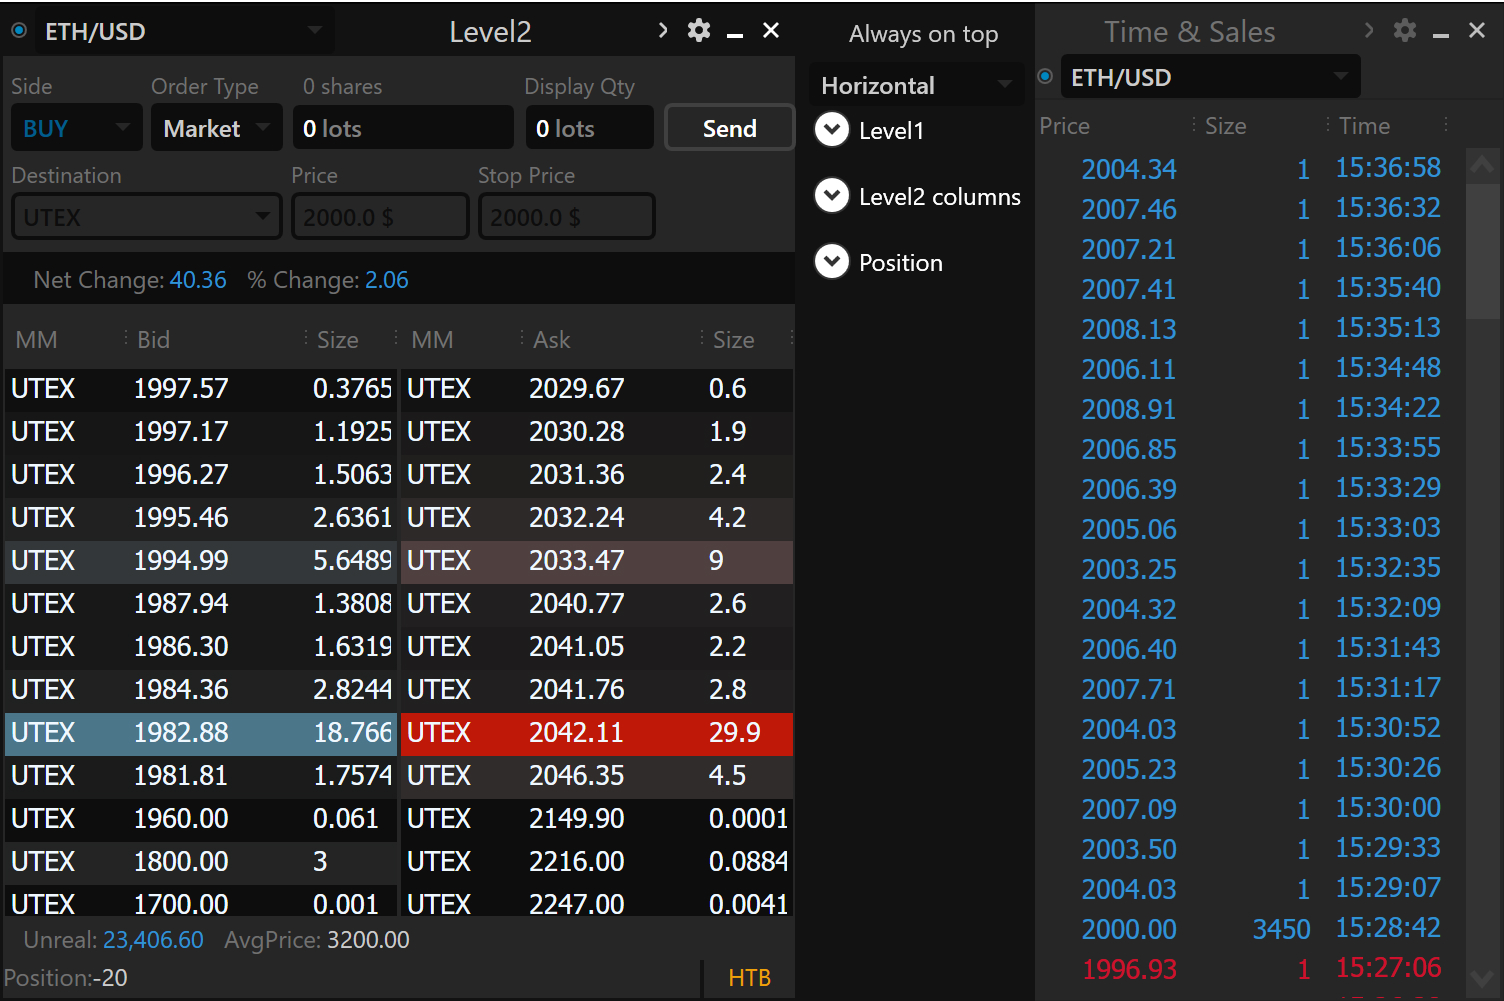 ETH/USD Level2
Side Order Type 0 shares Display Qty
BUY Market 0 lots 0 lots Send
Destination Price Stop Price
UTEX 2000.0 $ 2000.0 $
Net Change: 40.36 % Change: 2.06
MM Bid Size MM Ask Size
UTEX 1997.57 0.3765 UTEX 2029.67 0.6
UTEX 1997.17 1.1925 UTEX 2030.28 1.9
UTEX 1996.27 1.5063 UTEX 2031.36 2.4
UTEX 1995.46 2.6361 UTEX 2032.24 4.2
UTEX 1994.99 5.6489 UTEX 2033.47 9
UTEX 1987.94 1.3808 UTEX 2040.77 2.6
UTEX 1986.30 1.6319 UTEX 2041.05 2.2
UTEX 1984.36 2.8244 UTEX 2041.76 2.8
UTEX 1982.88 18.766 UTEX 2042.11 29.9
UTEX 1981.81 1.7574 UTEX 2046.35 4.5
UTEX 1960.00 0.061 UTEX 2149.90 0.0001
UTEX 1800.00 3 UTEX 2216.00 0.0884
UTEX 1700.00 0.001 UTEX 2247.00 0.0041
Unreal: 23,406.60 AvgPrice: 3200.00
Position:-20 HTB
Always on top
Horizontal
Level1
Level2 columns
Position
Time & Sales
ETH/USD
Price Size Time
2004.34 1 15:36:58
2007.46 1 15:36:32
2007.21 1 15:36:06
2007.41 1 15:35:40
2008.13 1 15:35:13
2006.11 1 15:34:48
2008.91 1 15:34:22
2006.85 1 15:33:55
2006.39 1 15:33:29
2005.06 1 15:33:03
2003.25 1 15:32:35
2004.32 1 15:32:09
2006.40 1 15:31:43
2007.71 1 15:31:17
2004.03 1 15:30:52
2005.23 1 15:30:26
2007.09 1 15:30:00
2003.50 1 15:29:33
2004.03 1 15:29:07
2000.00 3450 15:28:42
1996.93 1 15:27:06